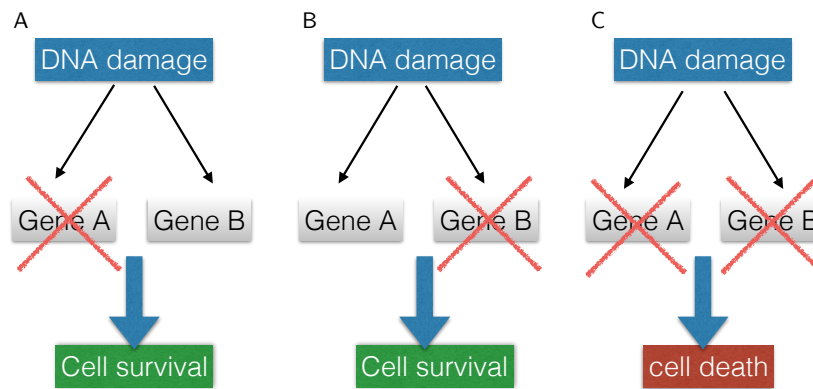 A
DNA damage
Gene A
Gene B
Cell survival
B
DNA damage
Gene A
Gene B
Cell survival
C
DNA damage
Gene A
Gene B
cell death